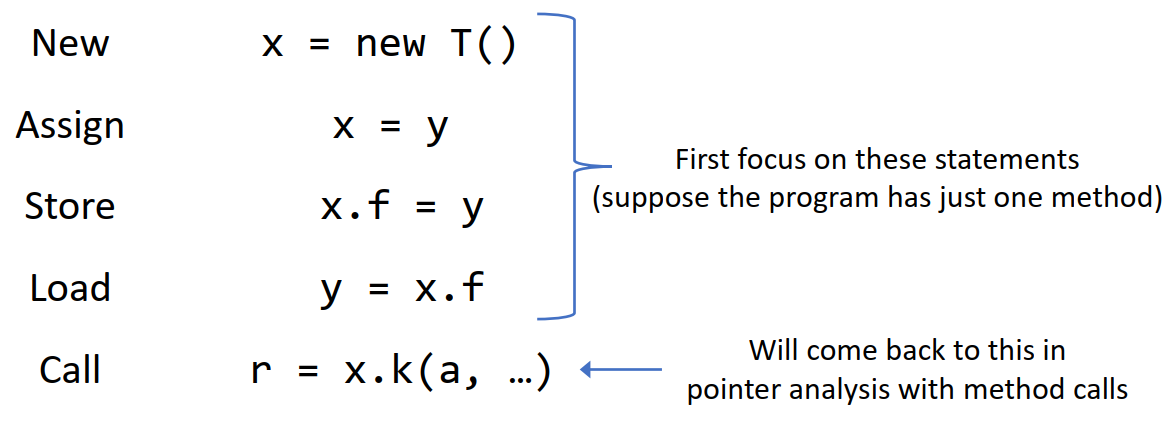 New x = new T()
Assign x = y
First focus on these statements
(suppose the program has just one method)
Store x.f = y
Load y = x.f
Call r = x.k(a, …)
Will come back to this in
pointer analysis with method calls